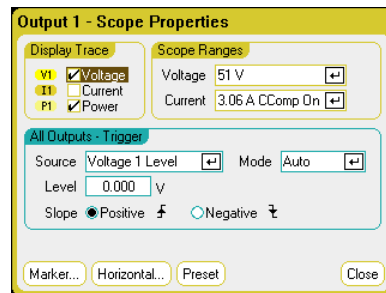 Output 1 - Scope Properties
Display Trace
V1 Voltage
I1 Current
P1 Power
Scope Ranges
Voltage 51 V
Current 3.06 A CComp On
All Outputs - Trigger
Source Voltage 1 Level Mode Auto
Level 0.000 V
Slope Positive Negative
Marker... Horizontal... Preset Close